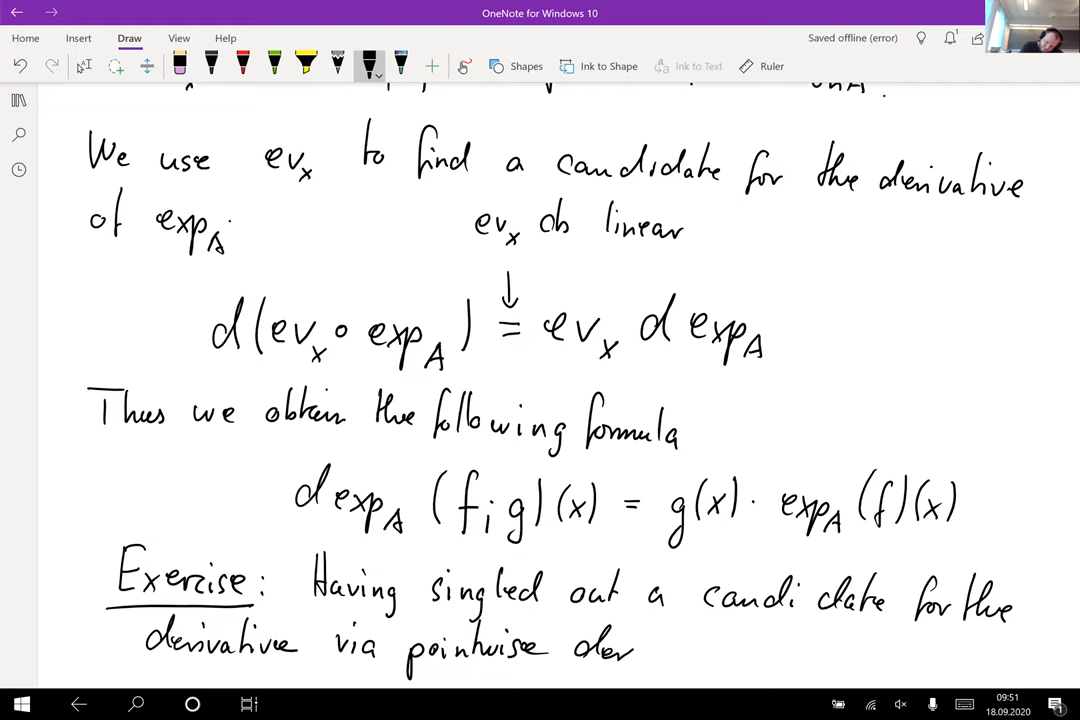 OneNote for Windows 10
Home Insert Draw View Help Saved offline (error)
Shapes Ink to Shape Ink to Text Ruler
We use ev_x to find a candidate for the derivative
of exp_A.
ev_x cts linear
↓
d(ev_x ∘ exp_A) = ev_x d exp_A
Thus we obtain the following formula
d exp_A (f; g)(x) = g(x) · exp_A(f)(x)
Exercise: Having singled out a candidate for the
derivative via pointwise der
09:51
18.09.2020